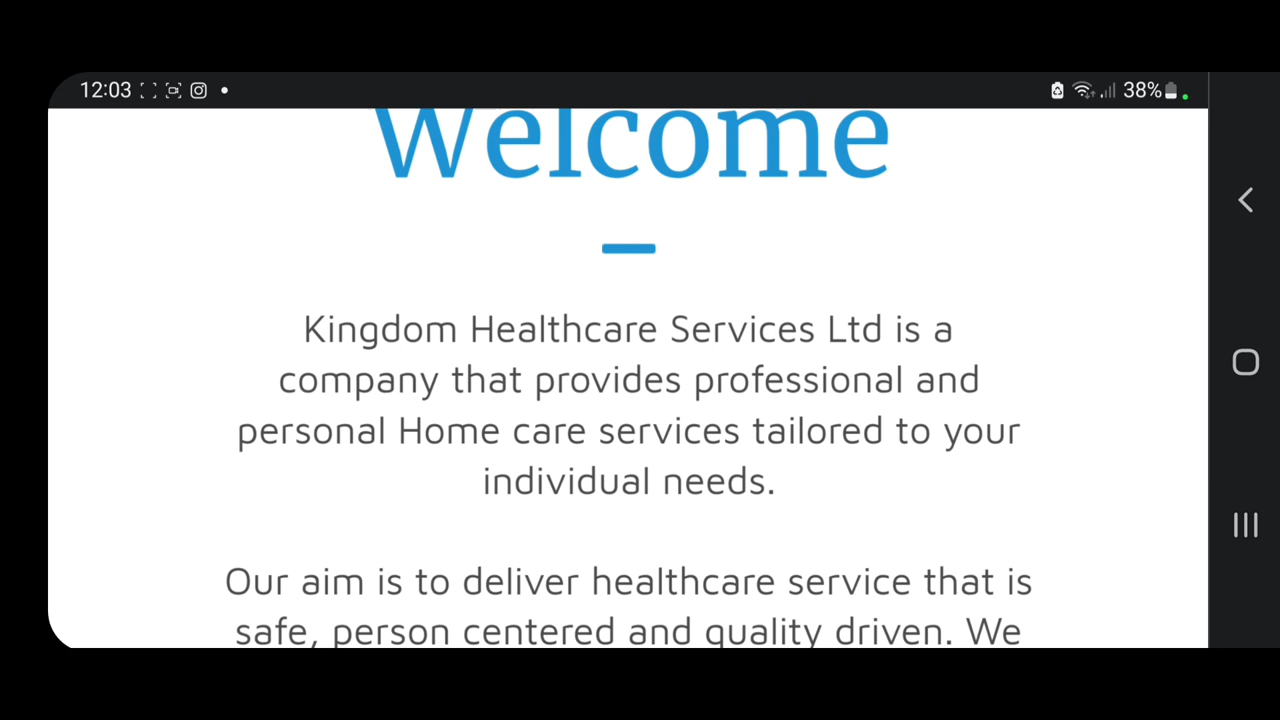 12:03 38%
Welcome
Kingdom Healthcare Services Ltd is a
company that provides professional and
personal Home care services tailored to your
individual needs.
Our aim is to deliver healthcare service that is
safe, person centered and quality driven. We